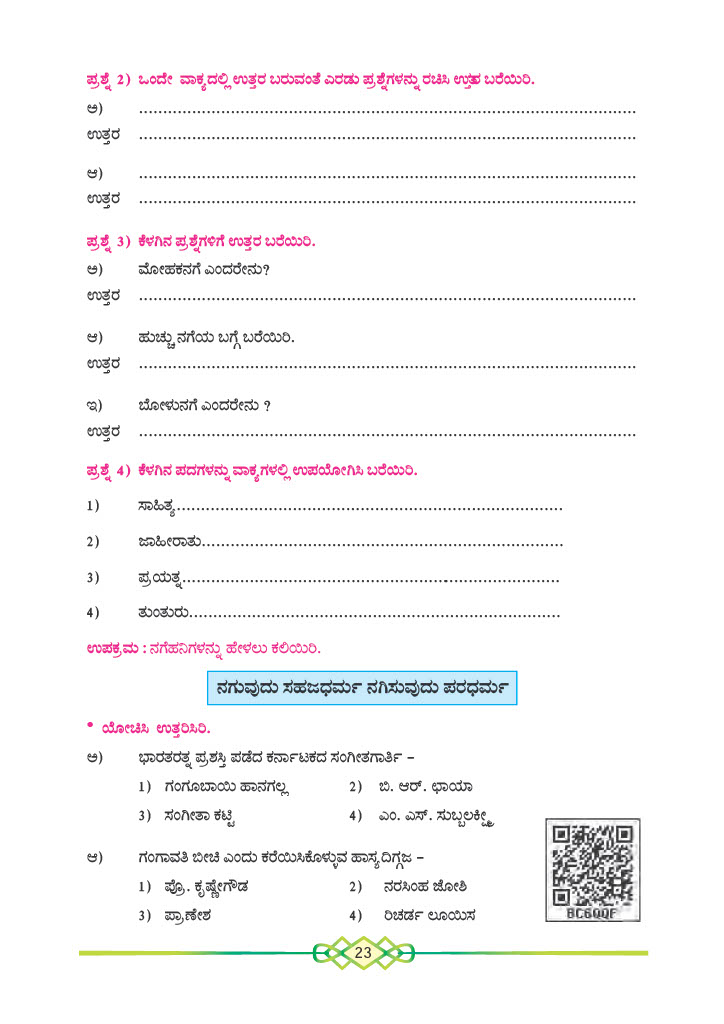 ಪ್ರಶ್ನೆ 2) ಒಂದೇ ವಾಕ್ಯದಲ್ಲಿ ಉತ್ತರ ಬರುವಂತೆ ಎರಡು ಪ್ರಶ್ನೆಗಳನ್ನು ರಚಿಸಿ ಉತ್ತರ ಬರೆಯಿರಿ.
ಅ) ........................................................................................................
ಉತ್ತರ ........................................................................................................
ಆ) ........................................................................................................
ಉತ್ತರ ........................................................................................................
ಪ್ರಶ್ನೆ 3) ಕೆಳಗಿನ ಪ್ರಶ್ನೆಗಳಿಗೆ ಉತ್ತರ ಬರೆಯಿರಿ.
ಅ) ಮೋಹಕನಗೆ ಎಂದರೇನು?
ಉತ್ತರ ........................................................................................................
ಆ) ಹುಚ್ಚುನಗೆಯ ಬಗ್ಗೆ ಬರೆಯಿರಿ.
ಉತ್ತರ ........................................................................................................
ಇ) ಬೋಳುನಗೆ ಎಂದರೇನು ?
ಉತ್ತರ ........................................................................................................
ಪ್ರಶ್ನೆ 4) ಕೆಳಗಿನ ಪದಗಳನ್ನು ವಾಕ್ಯಗಳಲ್ಲಿ ಉಪಯೋಗಿಸಿ ಬರೆಯಿರಿ.
1) ಸಾಹಿತ್ಯ................................................................................
2) ಜಾಹೀರಾತು...........................................................................
3) ಪ್ರಯತ್ನ..............................................................................
4) ತುಂತುರು.............................................................................
ಉಪಕ್ರಮ : ನಗೆಹನಿಗಳನ್ನು ಹೇಳಲು ಕಲಿಯಿರಿ.
ನಗುವುದು ಸಹಜಧರ್ಮ ನಗಿಸುವುದು ಪರಧರ್ಮ
• ಯೋಚಿಸಿ ಉತ್ತರಿಸಿರಿ.
ಅ) ಭಾರತರತ್ನ ಪ್ರಶಸ್ತಿ ಪಡೆದ ಕರ್ನಾಟಕದ ಸಂಗೀತಗಾರ್ತಿ –
1) ಗಂಗೂಬಾಯಿ ಹಾನಗಲ್ಲ 2) ಬಿ. ಆರ್. ಛಾಯಾ
3) ಸಂಗೀತಾ ಕಟ್ಟಿ 4) ಎಂ. ಎಸ್. ಸುಬ್ಬಲಕ್ಷ್ಮೀ
ಆ) ಗಂಗಾವತಿ ಬೀಚಿ ಎಂದು ಕರೆಯಿಸಿಕೊಳ್ಳುವ ಹಾಸ್ಯದಿಗ್ಗಜ –
1) ಪ್ರೊ. ಕೃಷ್ಣೇಗೌಡ 2) ನರಸಿಂಹ ಜೋಶಿ
3) ಪ್ರಾಣೇಶ 4) ರಿಚರ್ಡ ಲೂಯಿಸ
BC6QQF
23